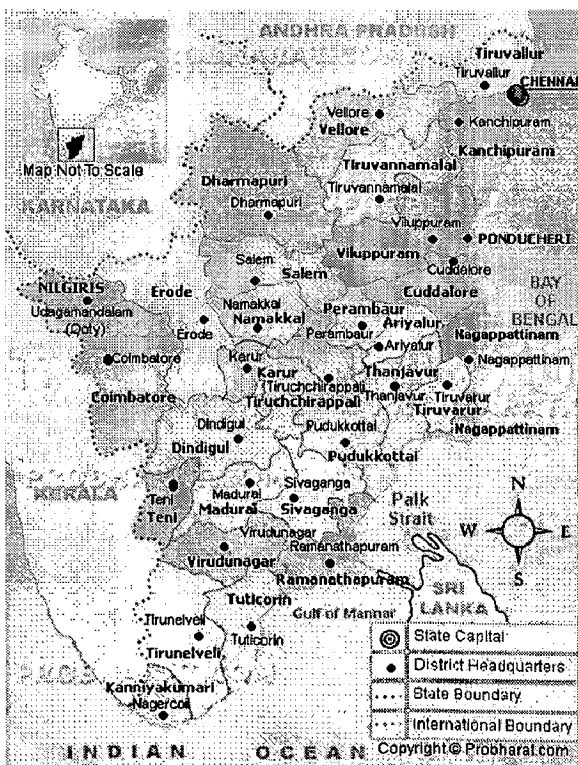 ANDHRA PRADESH
Tiruvallur
Tiruvallur
CHENNAI
Vellore
Vellore
Kanchipuram
Kanchipuram
Map Not To Scale
Tiruvannamalai
Tiruvannamalai
Dharmapuri
Dharmapuri
KARNATAKA
Viluppuram
Viluppuram
PONDUCHERI
Cuddalore
Cuddalore
Salem
Salem
NILGIRIS
Udagamandalam
(Ooty)
Erode
Erode
Namakkal
Namakkal
Perambaur
Perambaur
Ariyalur
Ariyalur
BAY
OF
BENGAL
Nagappattinam
Nagappattinam
Coimbatore
Coimbatore
Karur
Karur
(Tiruchchirappali
Tiruchchirappali
Thanjavur
Thanjavur
Tiruvarur
Tiruvarur
Nagappattinam
Dindigul
Dindigul
Pudukkottai
Pudukkottai
KERALA
Teni
Teni
Madurai
Madurai
Sivaganga
Sivaganga
Palk
Strait
N
W
E
S
Virudunagar
Virudunagar
Ramanathapuram
Ramanathapuram
Tuticorin
Tuticorin
Gulf of Mannar
SRI
LANKA
Tirunelveli
Tirunelveli
Kanniyakumari
Nagercoil
State Capital
District Headquarters
State Boundary
International Boundary
INDIAN OCEAN
Copyright © Probharat.com